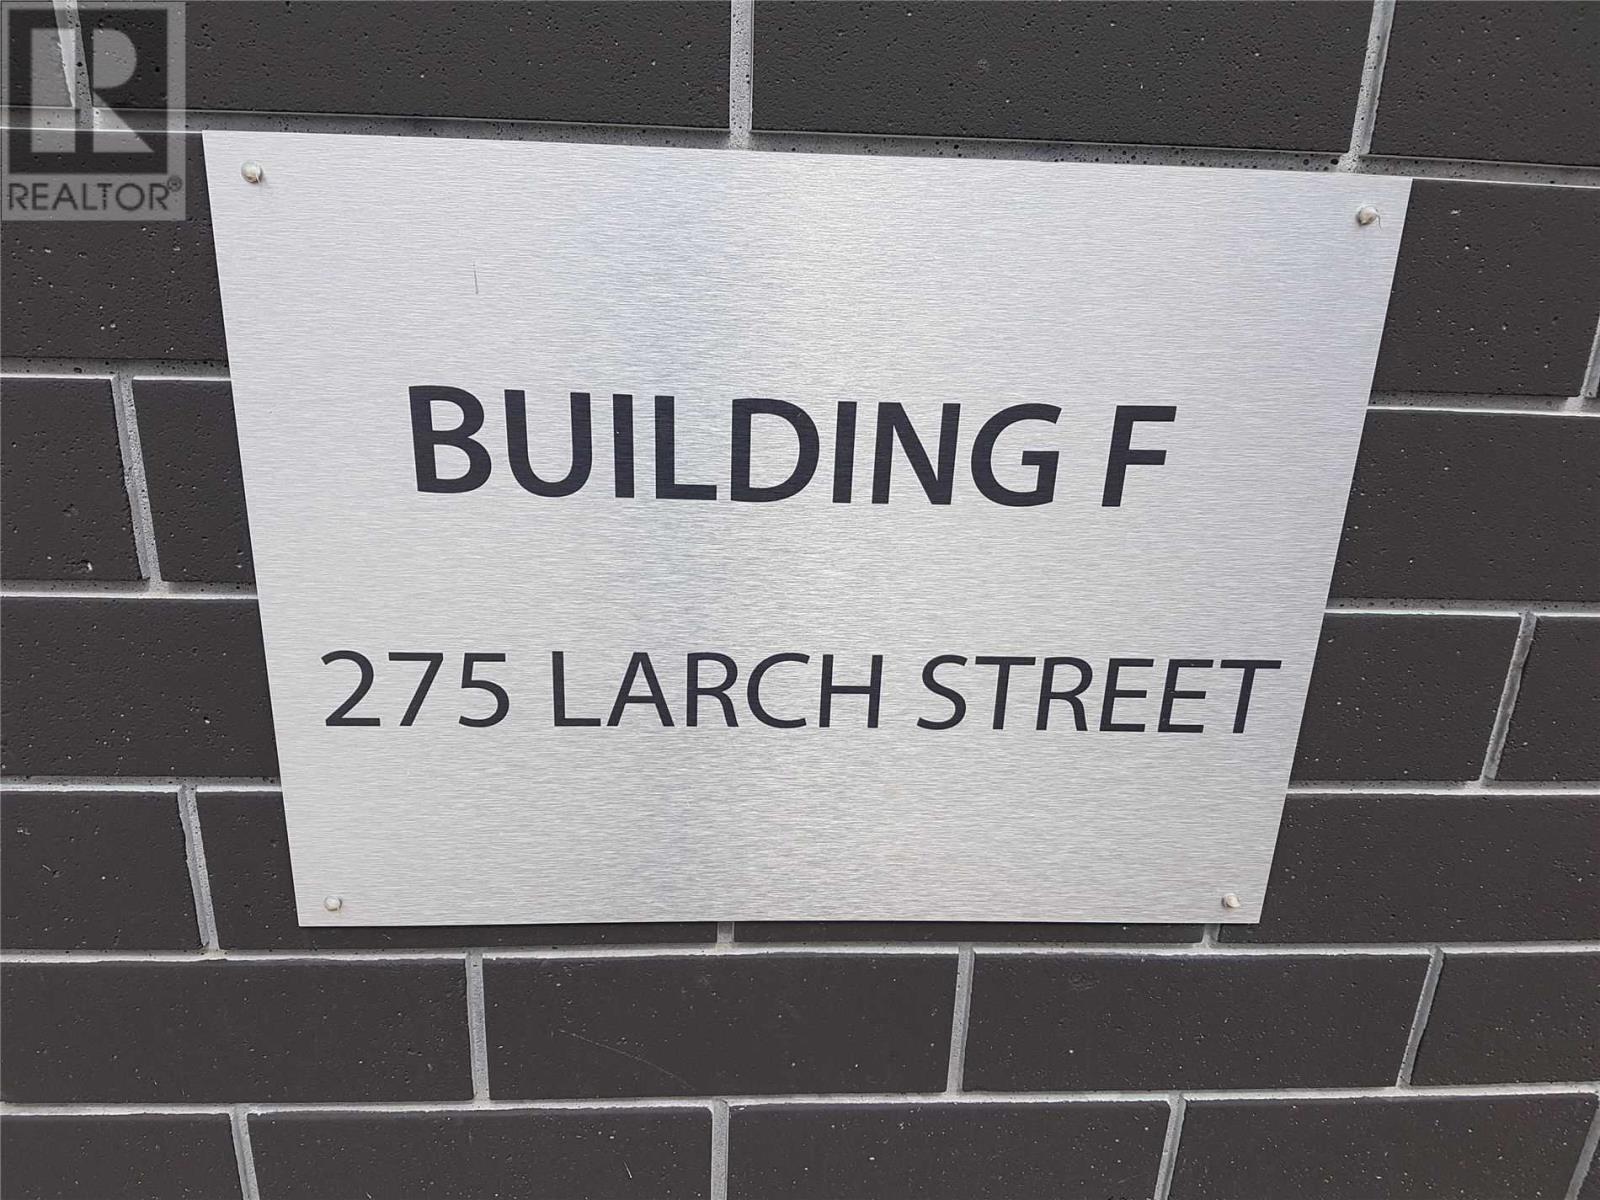 R
REALTOR®
BUILDING F
275 LARCH STREET